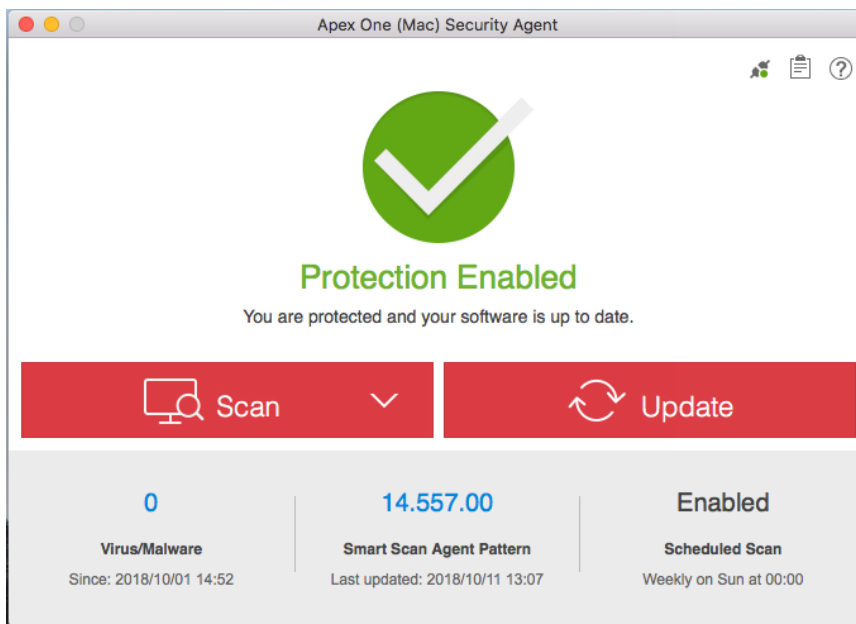 Apex One (Mac) Security Agent
Protection Enabled
You are protected and your software is up to date.
Scan
Update
0
14.557.00
Enabled
Virus/Malware
Smart Scan Agent Pattern
Scheduled Scan
Since: 2018/10/01 14:52
Last updated: 2018/10/11 13:07
Weekly on Sun at 00:00